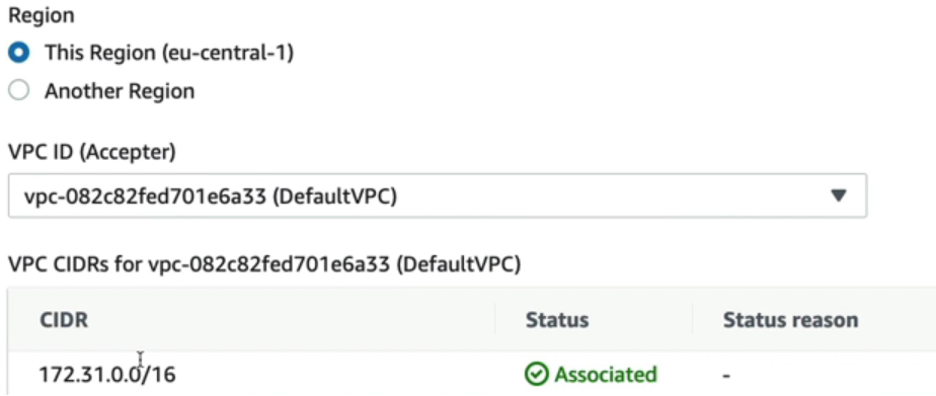 Region
This Region (eu-central-1)
Another Region
VPC ID (Accepter)
vpc-082c82fed701e6a33 (DefaultVPC)
VPC CIDRs for vpc-082c82fed701e6a33 (DefaultVPC)
CIDR Status Status reason
172.31.0.0/16 Associated -